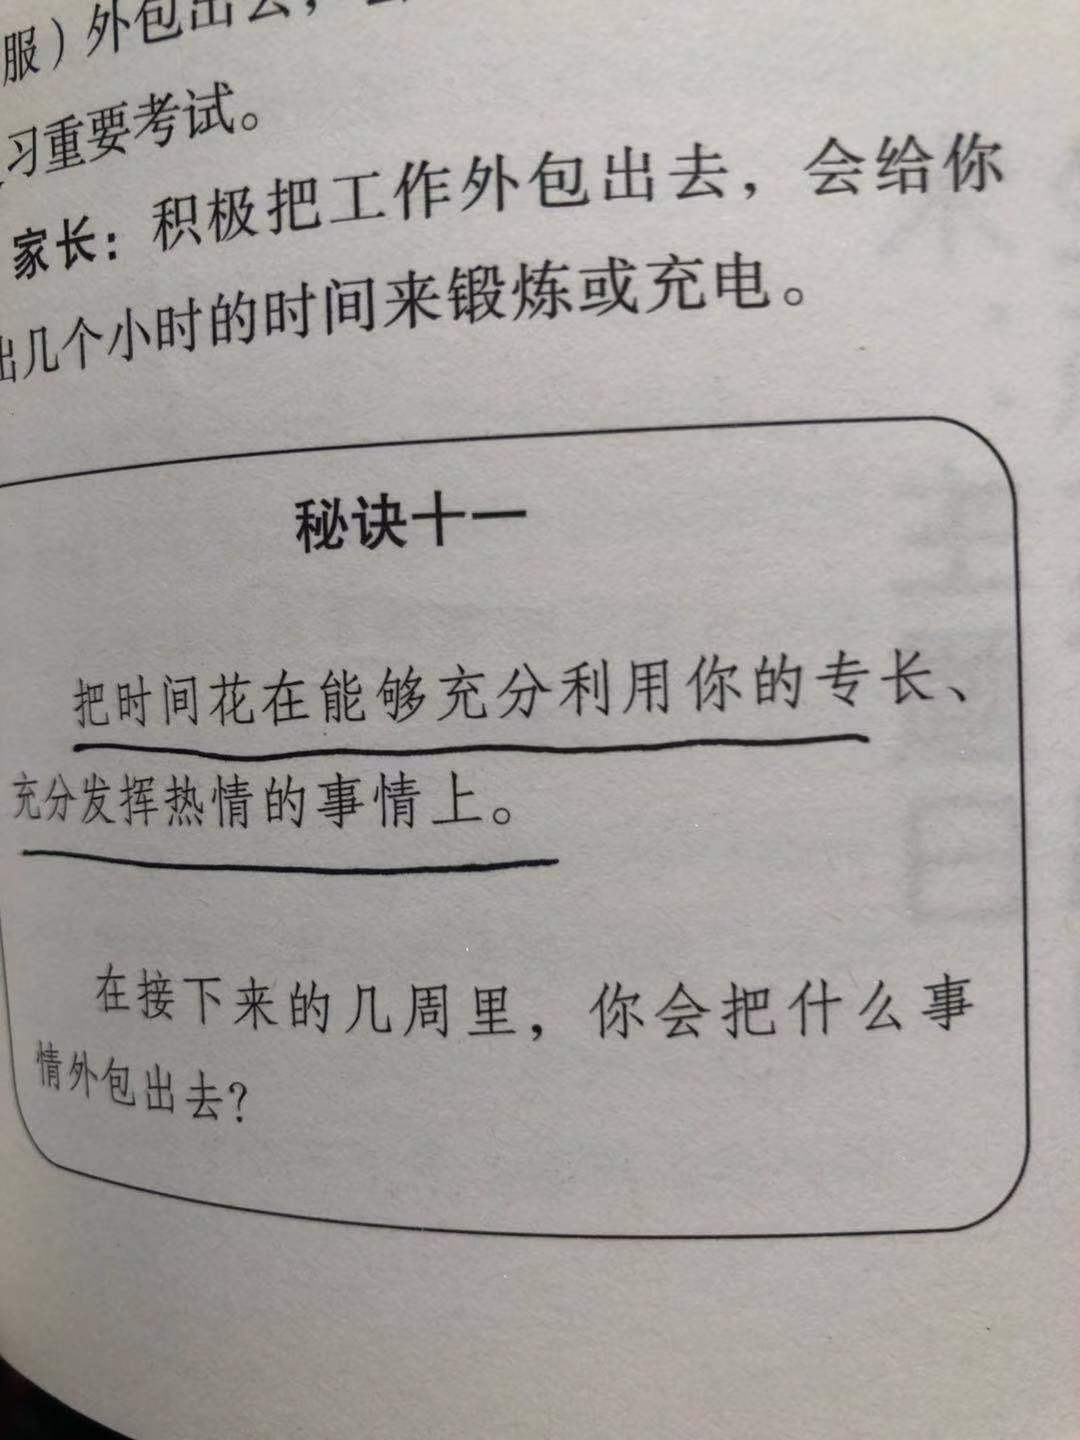 服）外包出去，
习重要考试。
家长：积极把工作外包出去，会给你
出几个小时的时间来锻炼或充电。
秘诀十一
把时间花在能够充分利用你的专长、
充分发挥热情的事情上。
在接下来的几周里，你会把什么事
情外包出去？